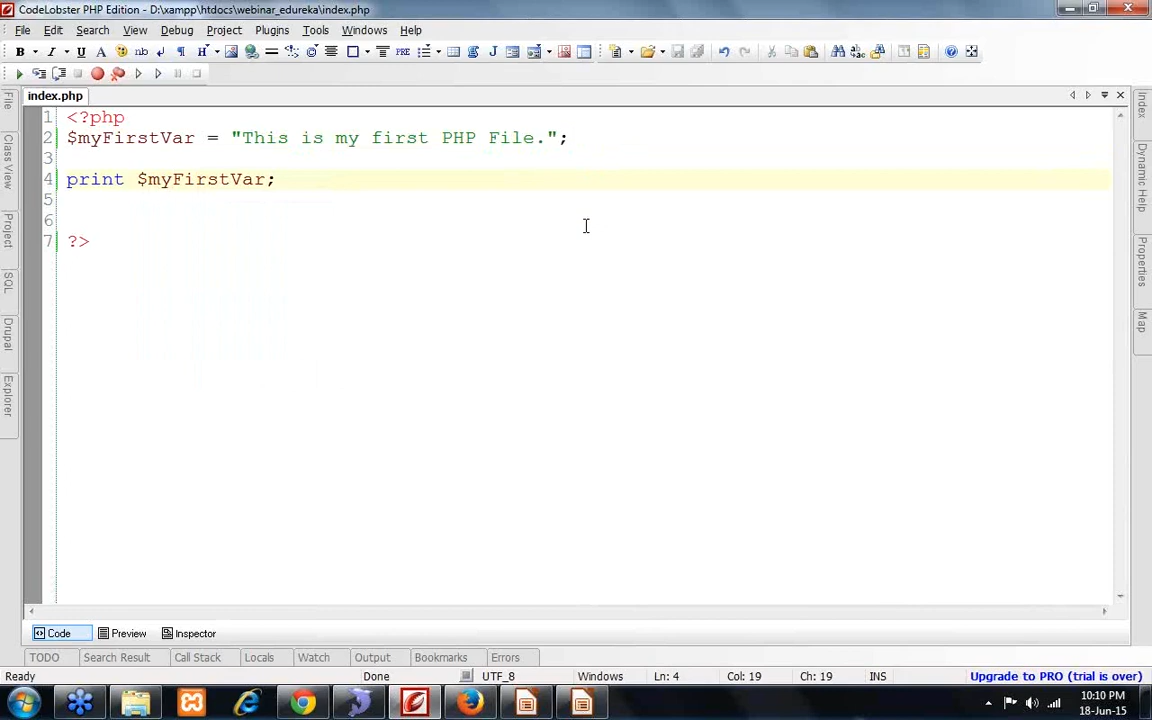 CodeLobster PHP Edition - D:\xampp\htdocs\webinar_edureka\index.php
File Edit Search View Debug Project Plugins Tools Windows Help
B I U A nb H PRE J
index.php
1 <?php
2 $myFirstVar = "This is my first PHP File.";
3
4 print $myFirstVar;
5
6
7 ?>
File
Class View
Project
SQL
Drupal
Explorer
Index
Dynamic Help
Properties
Map
Code Preview Inspector
TODO Search Result Call Stack Locals Watch Output Bookmarks Errors
Ready Done UTF_8 Windows Ln: 4 Col: 19 Ch: 19 INS Upgrade to PRO (trial is over)
10:10 PM
18-Jun-15